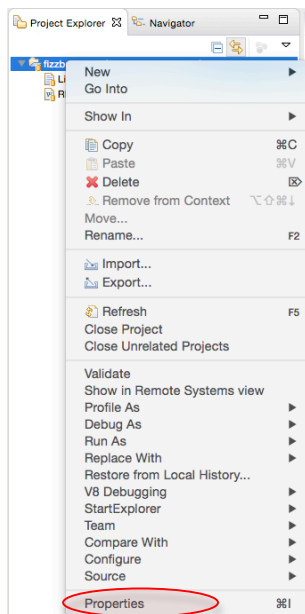 Project Explorer Navigator
fizzb
New
Li
Go Into
R
Show In
Copy ⌘C
Paste ⌘V
Delete ⌦
Remove from Context ⌥⇧⌘↓
Move...
Rename... F2
Import...
Export...
Refresh F5
Close Project
Close Unrelated Projects
Validate
Show in Remote Systems view
Profile As
Debug As
Run As
Replace With
Restore from Local History...
V8 Debugging
StartExplorer
Team
Compare With
Configure
Source
Properties ⌘I